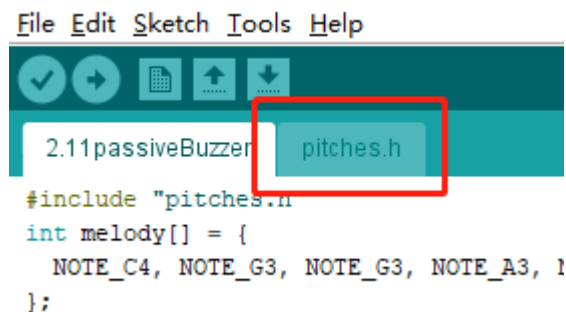 File Edit Sketch Tools Help
2.11passiveBuzzer pitches.h
#include "pitches.h
int melody[] = {
NOTE_C4, NOTE_G3, NOTE_G3, NOTE_A3,
};